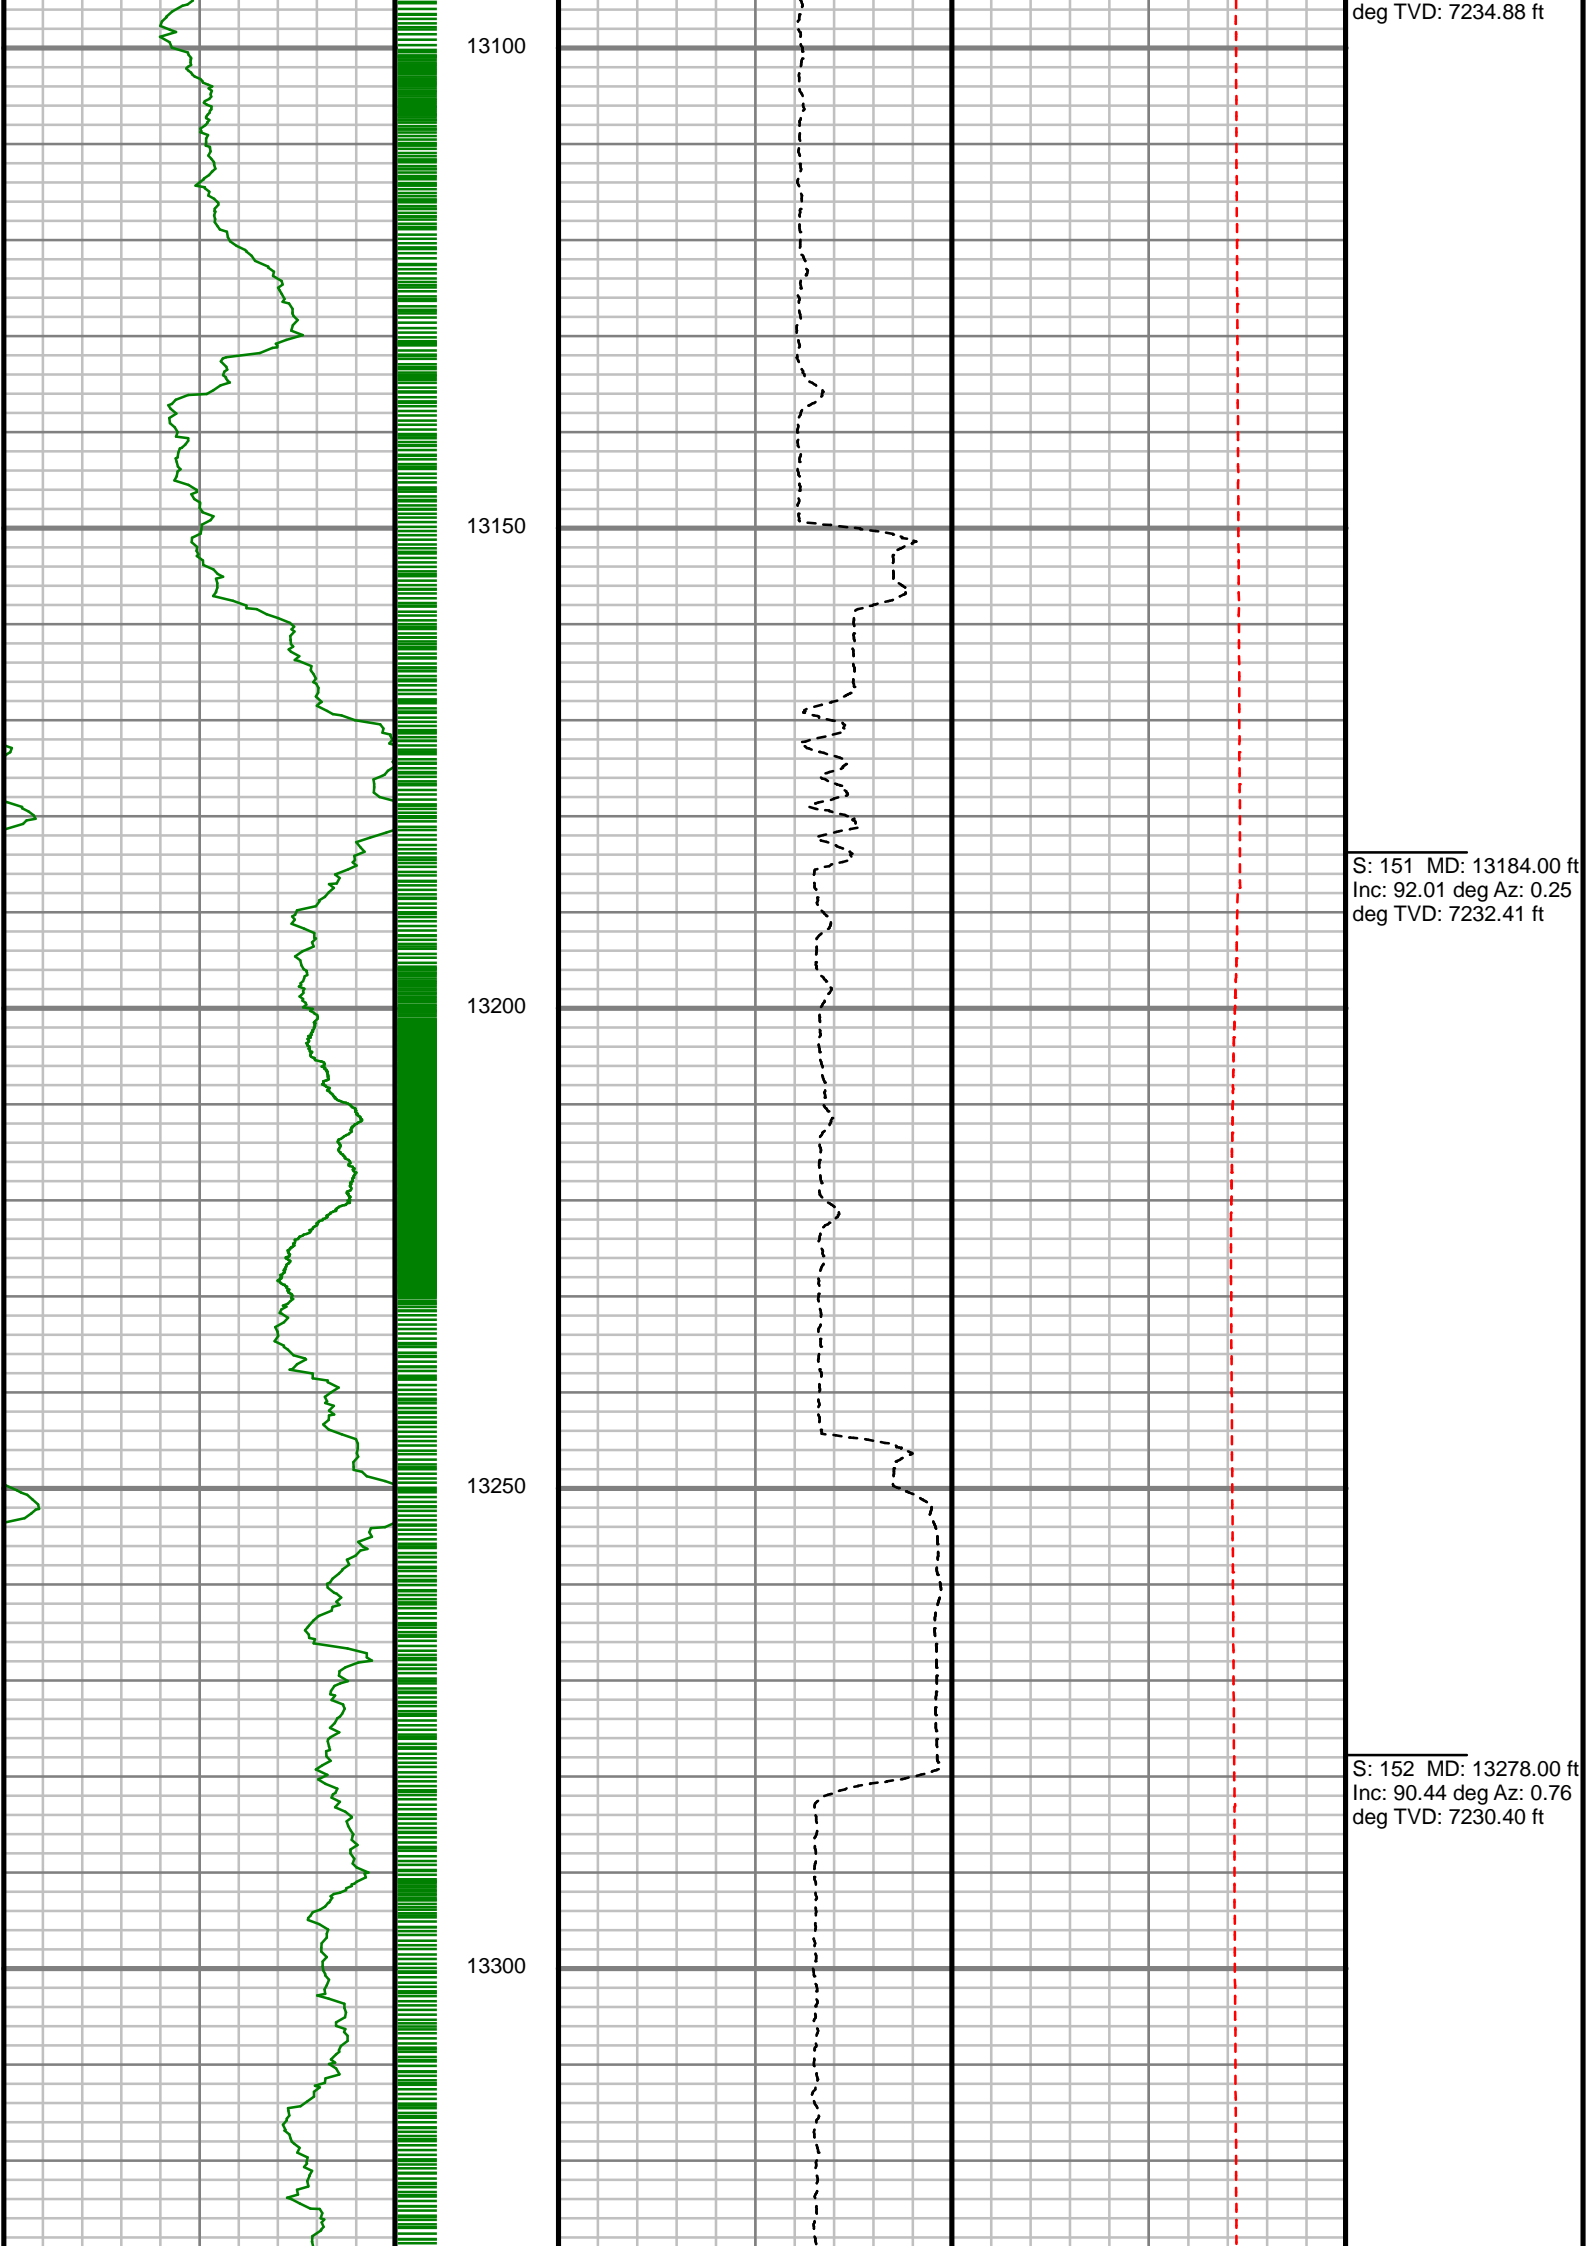 deg TVD: 7234.88 ft
13100
13150
S: 151 MD: 13184.00 ft
Inc: 92.01 deg Az: 0.25
deg TVD: 7232.41 ft
13200
13250
S: 152 MD: 13278.00 ft
Inc: 90.44 deg Az: 0.76
deg TVD: 7230.40 ft
13300